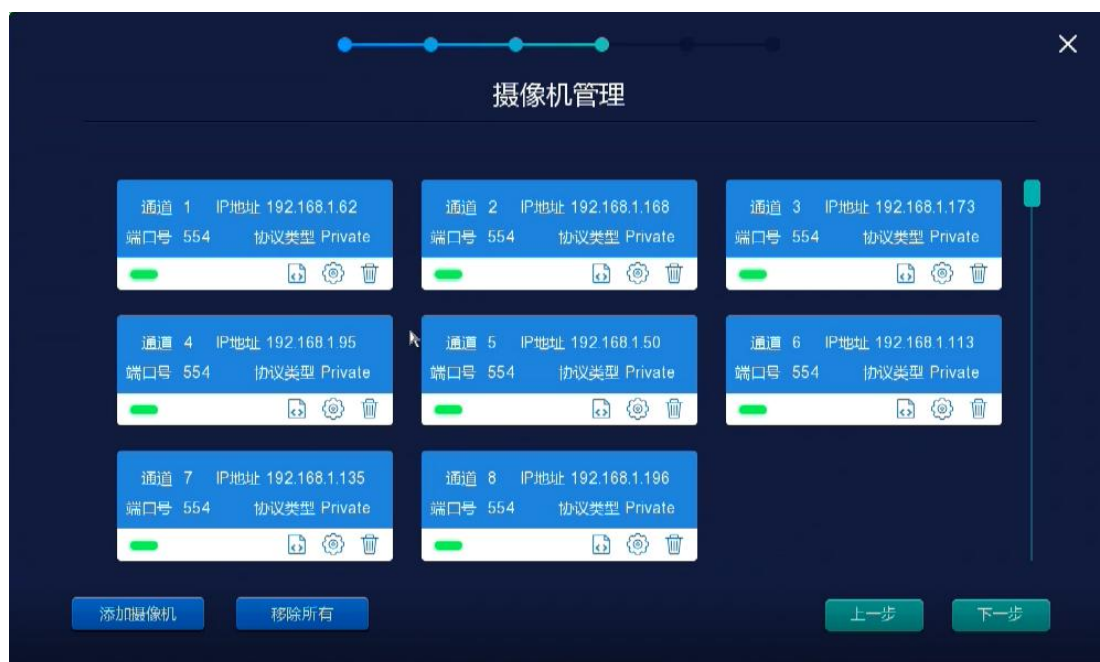 摄像机管理
通道 1 IP地址 192.168.1.62
端口号 554 协议类型 Private
通道 2 IP地址 192.168.1.168
端口号 554 协议类型 Private
通道 3 IP地址 192.168.1.173
端口号 554 协议类型 Private
通道 4 IP地址 192.168.1.95
端口号 554 协议类型 Private
通道 5 IP地址 192.168.1.50
端口号 554 协议类型 Private
通道 6 IP地址 192.168.1.113
端口号 554 协议类型 Private
通道 7 IP地址 192.168.1.135
端口号 554 协议类型 Private
通道 8 IP地址 192.168.1.196
端口号 554 协议类型 Private
添加摄像机 移除所有 上一步 下一步